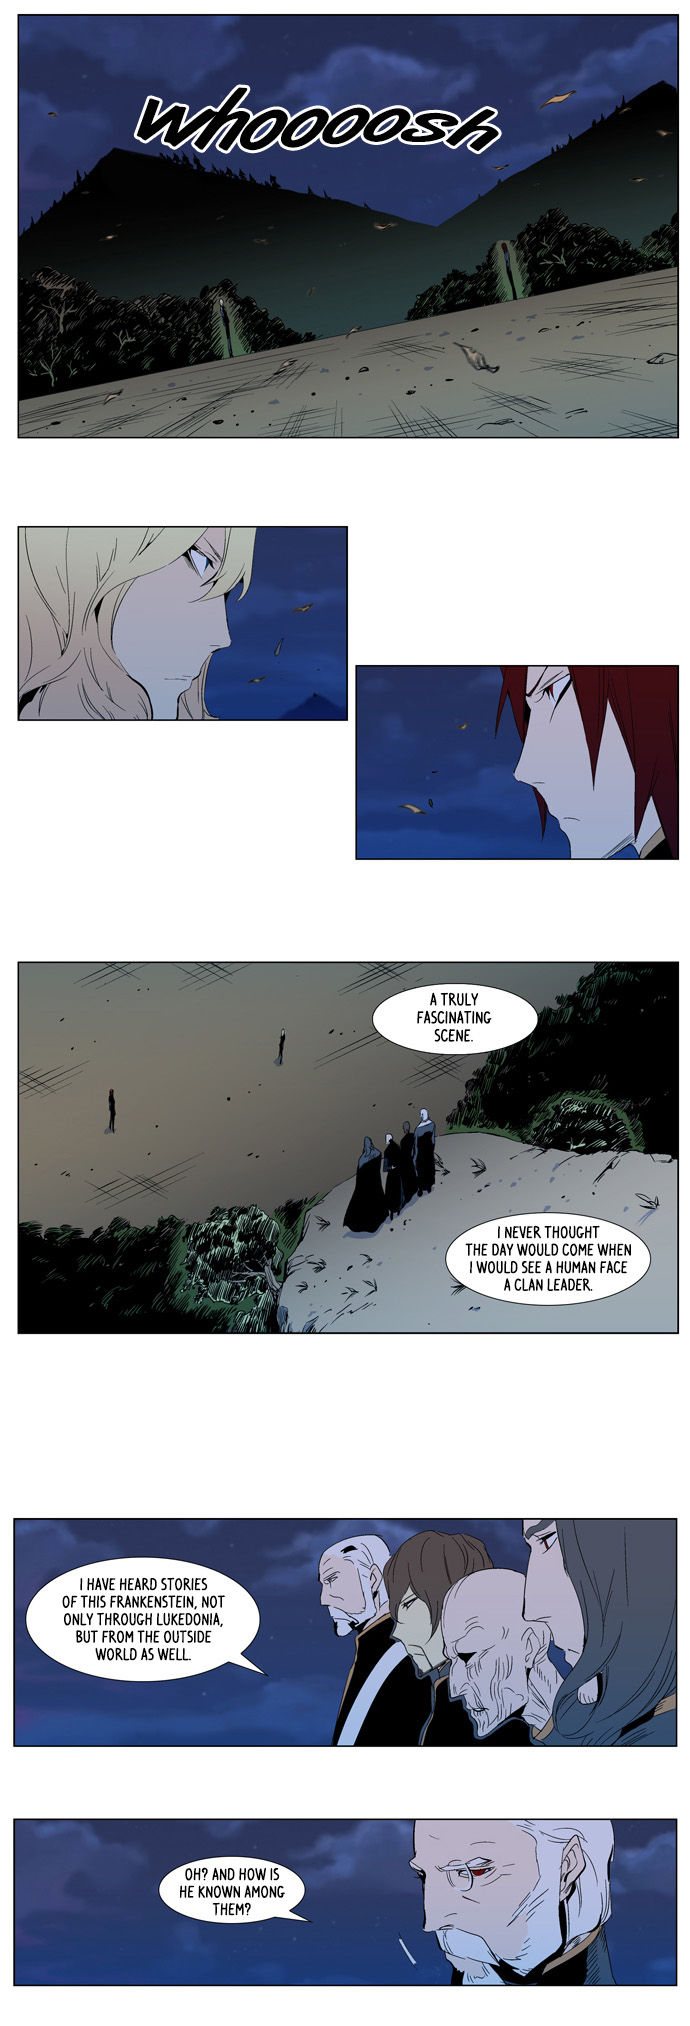 Whoooosh
A TRULY
FASCINATING
SCENE.
I NEVER THOUGHT
THE DAY WOULD COME WHEN
I WOULD SEE A HUMAN FACE
A CLAN LEADER.
I HAVE HEARD STORIES
OF THIS FRANKENSTEIN, NOT
ONLY THROUGH LUKEDONIA,
BUT FROM THE OUTSIDE
WORLD AS WELL.
OH? AND HOW IS
HE KNOWN AMONG
THEM?